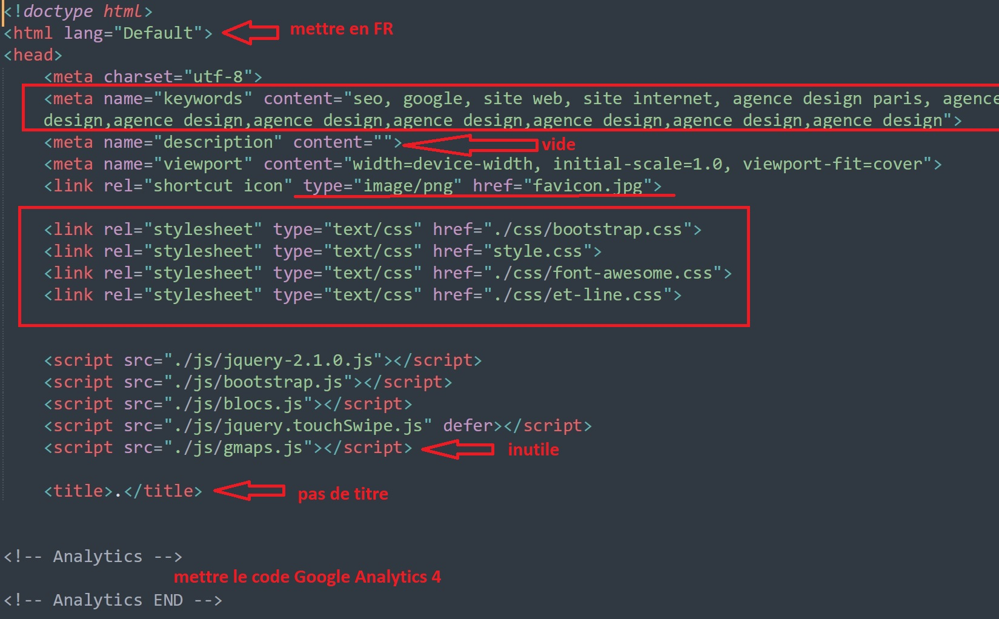 <!doctype html>
<html lang="Default"> mettre en FR
<head>
<meta charset="utf-8">
<meta name="keywords" content="seo, google, site web, site internet, agence design paris, agence
design,agence design,agence design,agence design,agence design,agence design,agence design">
<meta name="description" content=""> vide
<meta name="viewport" content="width=device-width, initial-scale=1.0, viewport-fit=cover">
<link rel="shortcut icon" type="image/png" href="favicon.jpg">
<link rel="stylesheet" type="text/css" href="./css/bootstrap.css">
<link rel="stylesheet" type="text/css" href="style.css">
<link rel="stylesheet" type="text/css" href="./css/font-awesome.css">
<link rel="stylesheet" type="text/css" href="./css/et-line.css">
<script src="./js/jquery-2.1.0.js"></script>
<script src="./js/bootstrap.js"></script>
<script src="./js/blocs.js"></script>
<script src="./js/jquery.touchSwipe.js" defer></script>
<script src="./js/gmaps.js"></script> inutile
<title>.</title> pas de titre
<!-- Analytics -->
mettre le code Google Analytics 4
<!-- Analytics END -->